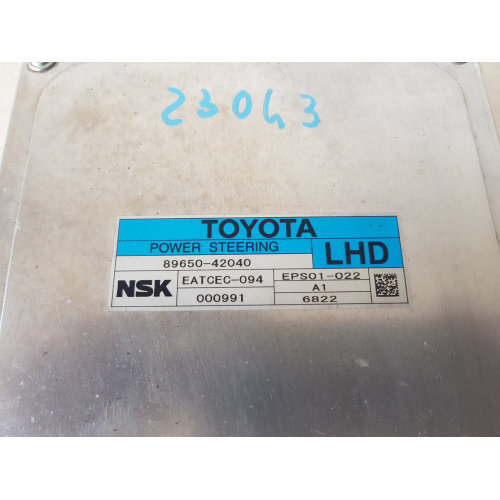 23043
TOYOTA
POWER STEERING
LHD
89650-42040
NSK
EATCEC-094
EPS01-022
000991
A1
6822